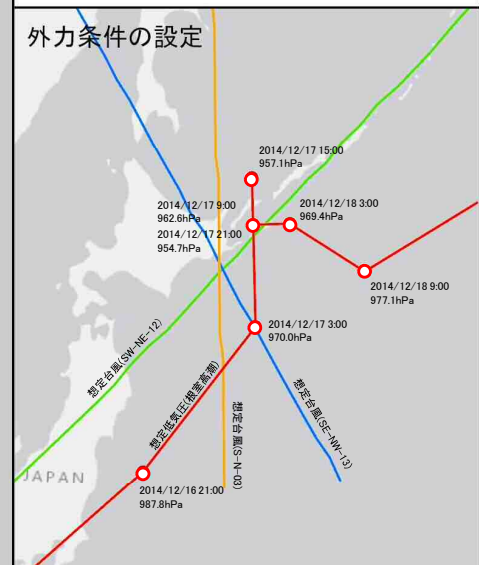 外力条件の設定
2014/12/17 15:00
957.1hPa
2014/12/17 9:00
962.6hPa
2014/12/17 21:00
954.7hPa
2014/12/18 3:00
969.4hPa
2014/12/18 9:00
977.1hPa
2014/12/17 3:00
970.0hPa
想定台風(SW-NE-12)
想定低気圧(根室高潮)
想定台風(S-N-03)
想定台風(SE-NW-13)
JAPAN
2014/12/16 21:00
987.8hPa